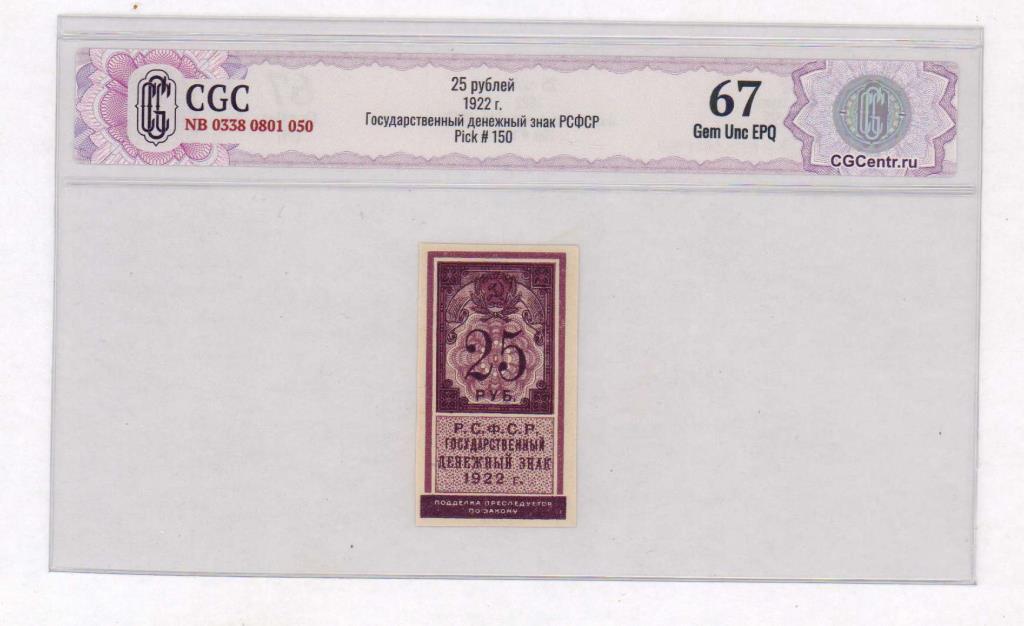 CGC
NB 0338 0801 050
25 рублей
1922 г.
Государственный денежный знак РСФСР
Pick # 150
67
Gem Unc EPQ
CGCentr.ru
25
РУБ.
Р.С.Ф.С.Р.
ГОСУДАРСТВЕННЫЙ
ДЕНЕЖНЫЙ ЗНАК
1922 г.
ПОДДЕЛКА ПРЕСЛЕДУЕТСЯ
ПО ЗАКОНУ